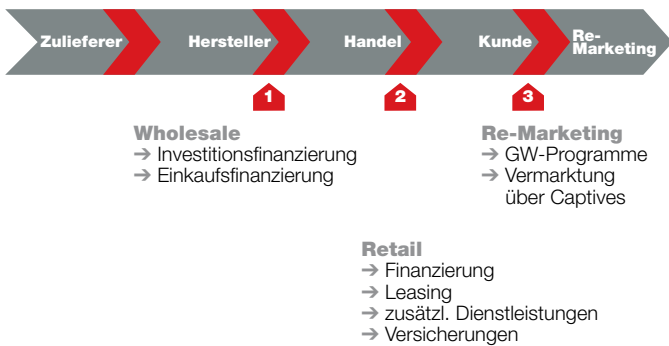 Zulieferer
Hersteller
Handel
Kunde
Re-
Marketing
1
2
3
Wholesale
➔ Investitionsfinanzierung
➔ Einkaufsfinanzierung
Re-Marketing
➔ GW-Programme
➔ Vermarktung
über Captives
Retail
➔ Finanzierung
➔ Leasing
➔ zusätzl. Dienstleistungen
➔ Versicherungen